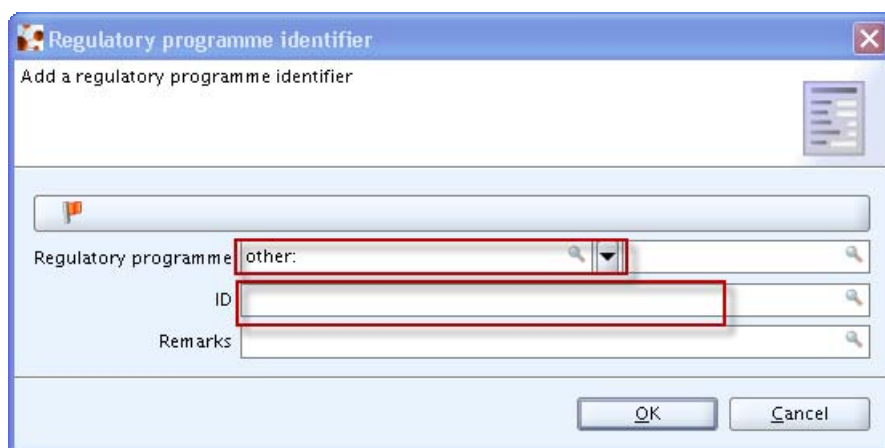 Regulatory programme identifier
Add a regulatory programme identifier
Regulatory programme other:
ID
Remarks
OK Cancel